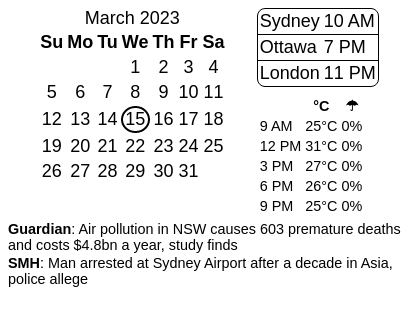 March 2023
Su Mo Tu We Th Fr Sa
1 2 3 4
5 6 7 8 9 10 11
12 13 14 15 16 17 18
19 20 21 22 23 24 25
26 27 28 29 30 31
Sydney 10 AM
Ottawa 7 PM
London 11 PM
°C ☂
9 AM 25°C 0%
12 PM 31°C 0%
3 PM 27°C 0%
6 PM 26°C 0%
9 PM 25°C 0%
Guardian: Air pollution in NSW causes 603 premature deaths
and costs $4.8bn a year, study finds
SMH: Man arrested at Sydney Airport after a decade in Asia,
police allege